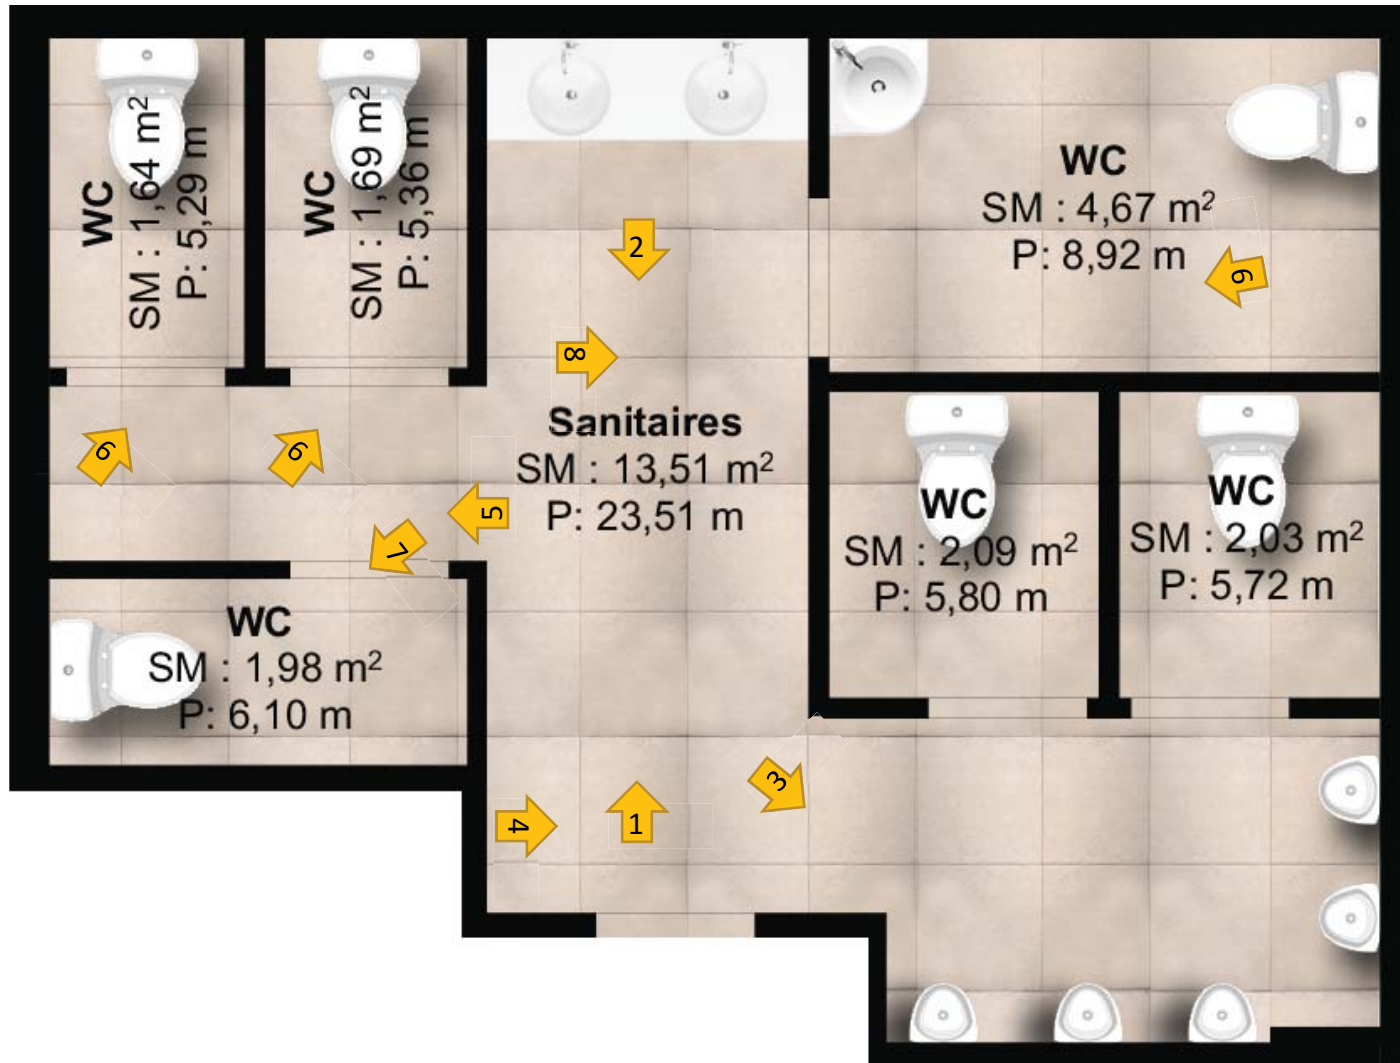 WC
SM : 1,64 m²
P: 5,29 m
WC
SM : 1,69 m²
P: 5,36 m
WC
SM : 4,67 m²
P: 8,92 m
2
9
8
Sanitaires
SM : 13,51 m²
P: 23,51 m
6
6
5
7
WC
SM : 2,09 m²
P: 5,80 m
WC
SM : 2,03 m²
P: 5,72 m
WC
SM : 1,98 m²
P: 6,10 m
3
4
1